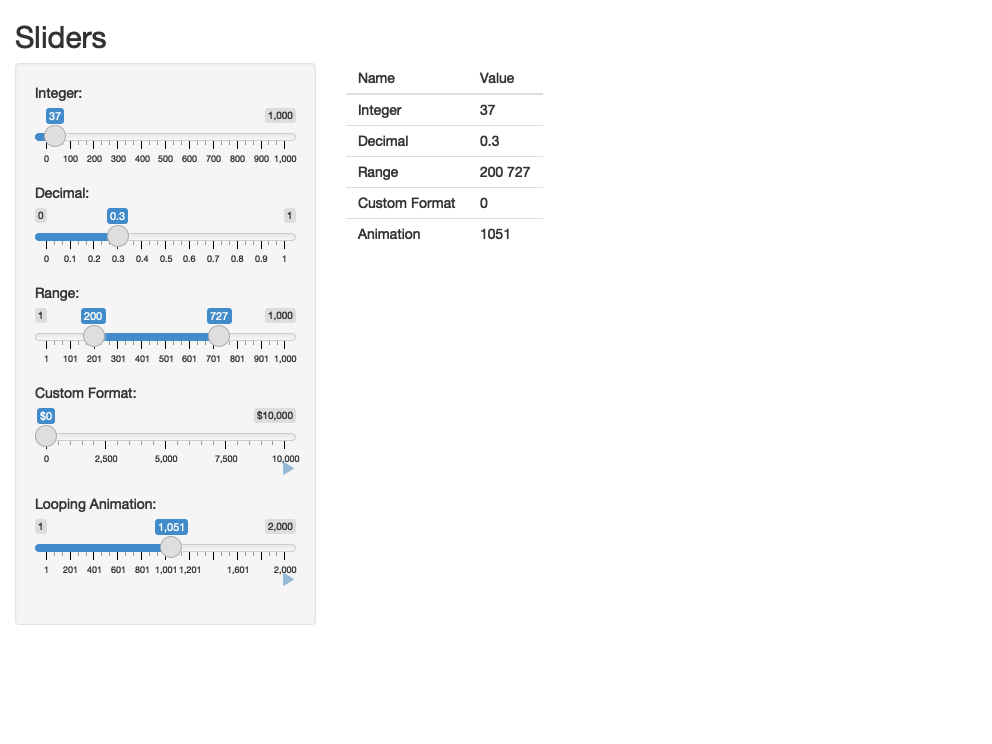 Sliders
Integer:
37 1,000
0 100 200 300 400 500 600 700 800 900 1,000
Decimal:
0 0.3 1
0 0.1 0.2 0.3 0.4 0.5 0.6 0.7 0.8 0.9 1
Range:
1 200 727 1,000
1 101 201 301 401 501 601 701 801 901 1,000
Custom Format:
$0 $10,000
0 2,500 5,000 7,500 10,000
Looping Animation:
1 1,051 2,000
1 201 401 601 801 1,001 1,201 1,601 2,000
Name Value
Integer 37
Decimal 0.3
Range 200 727
Custom Format 0
Animation 1051